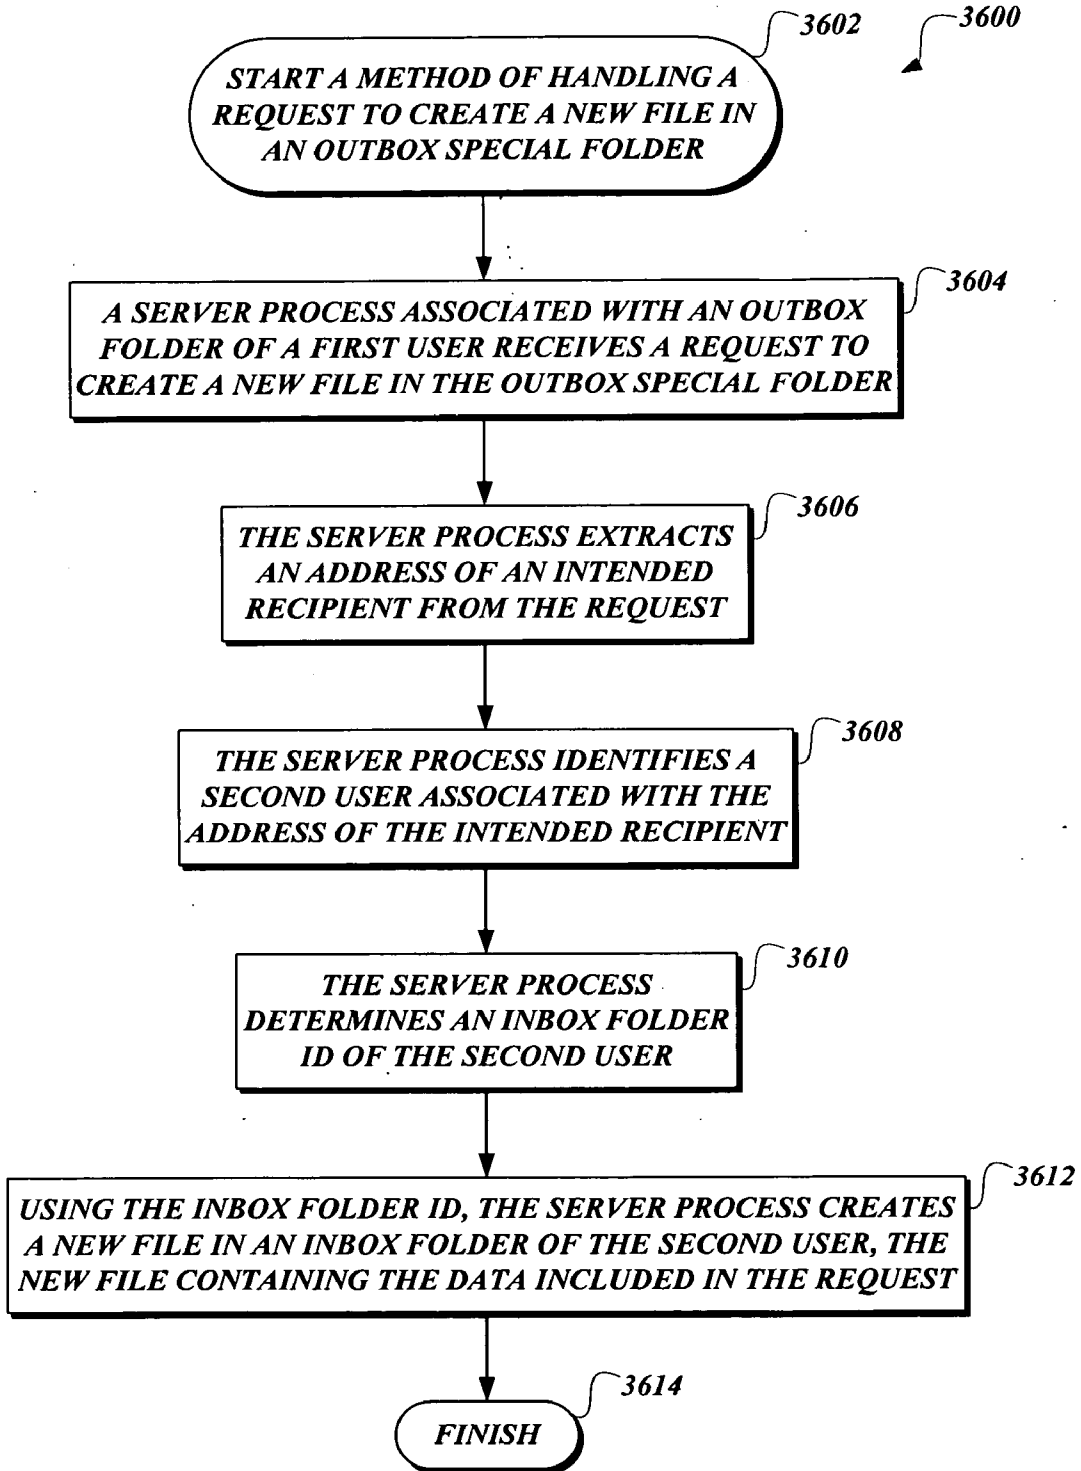 3602
3600
START A METHOD OF HANDLING A
REQUEST TO CREATE A NEW FILE IN
AN OUTBOX SPECIAL FOLDER
3604
A SERVER PROCESS ASSOCIATED WITH AN OUTBOX
FOLDER OF A FIRST USER RECEIVES A REQUEST TO
CREATE A NEW FILE IN THE OUTBOX SPECIAL FOLDER
3606
THE SERVER PROCESS EXTRACTS
AN ADDRESS OF AN INTENDED
RECIPIENT FROM THE REQUEST
3608
THE SERVER PROCESS IDENTIFIES A
SECOND USER ASSOCIATED WITH THE
ADDRESS OF THE INTENDED RECIPIENT
3610
THE SERVER PROCESS
DETERMINES AN INBOX FOLDER
ID OF THE SECOND USER
3612
USING THE INBOX FOLDER ID, THE SERVER PROCESS CREATES
A NEW FILE IN AN INBOX FOLDER OF THE SECOND USER, THE
NEW FILE CONTAINING THE DATA INCLUDED IN THE REQUEST
3614
FINISH